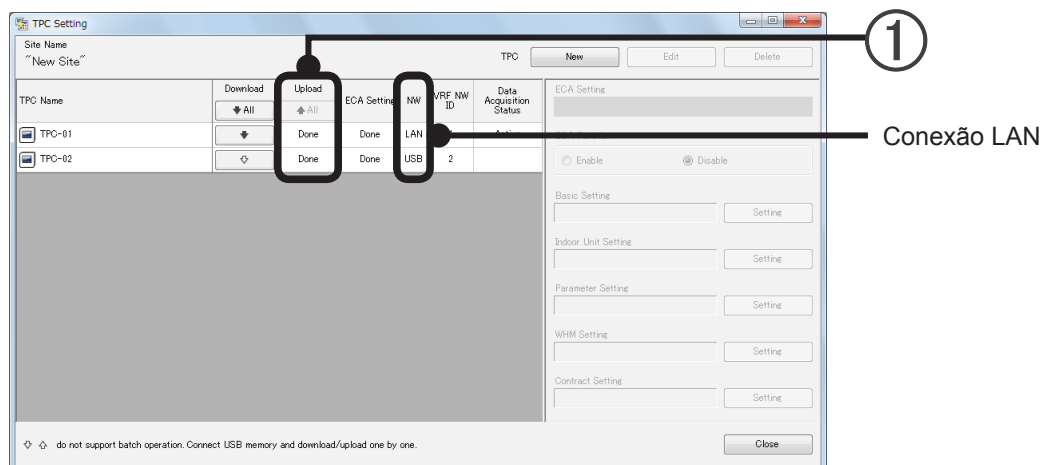 TPC Setting
Site Name
"New Site"
TPC New Edit Delete
①
TPC Name Download Upload ECA Setting NW VRF NW ID Data Acquisition Status
All All
TPC-01 Done Done LAN
TPC-02 Done Done USB 2
Conexão LAN
ECA Setting
Enable Disable
Basic Setting
Setting
Indoor Unit Setting
Setting
Parameter Setting
Setting
WHM Setting
Setting
Contract Setting
Setting
do not support batch operation. Connect USB memory and download/upload one by one.
Close